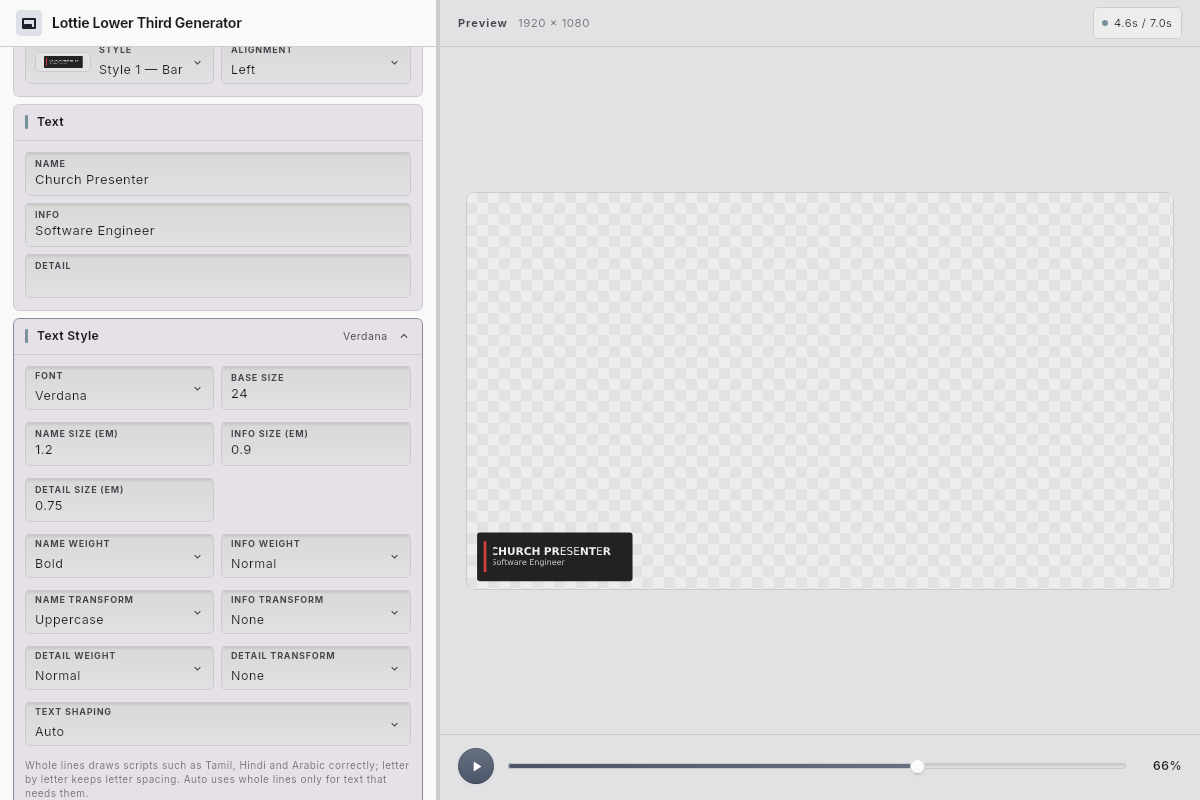 Lottie Lower Third Generator
STYLE
Style 1 — Bar
ALIGNMENT
Left
Text
NAME
Church Presenter
INFO
Software Engineer
DETAIL
Text Style
Verdana
FONT
Verdana
BASE SIZE
24
NAME SIZE (EM)
1.2
INFO SIZE (EM)
0.9
DETAIL SIZE (EM)
0.75
NAME WEIGHT
Bold
INFO WEIGHT
Normal
NAME TRANSFORM
Uppercase
INFO TRANSFORM
None
DETAIL WEIGHT
Normal
DETAIL TRANSFORM
None
TEXT SHAPING
Auto
Whole lines draws scripts such as Tamil, Hindi and Arabic correctly; letter
by letter keeps letter spacing. Auto uses whole lines only for text that
needs them.
Preview 1920 × 1080
4.6s / 7.0s
CHURCH PRESENTER
Software Engineer
66%